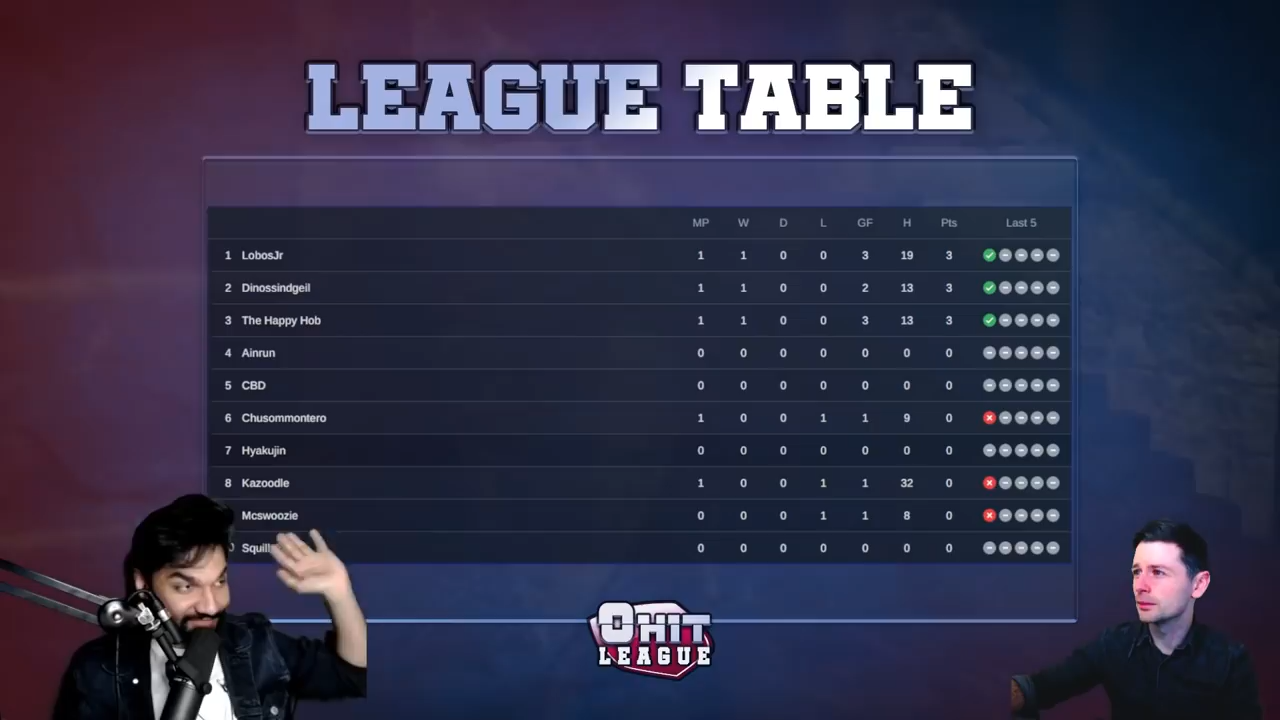 LEAGUE TABLE
MP W D L GF H Pts Last 5
1 LobosJr 1 1 0 0 3 19 3
2 Dinossindgeil 1 1 0 0 2 13 3
3 The Happy Hob 1 1 0 0 3 13 3
4 Ainrun 0 0 0 0 0 0 0
5 CBD 0 0 0 0 0 0 0
6 Chusommontero 1 0 0 1 1 9 0
7 Hyakujin 0 0 0 0 0 0 0
8 Kazoodle 1 0 0 1 1 32 0
Mcswoozie 0 0 0 1 1 8 0
0 0 0 0 0 0 0
0HIT
LEAGUE